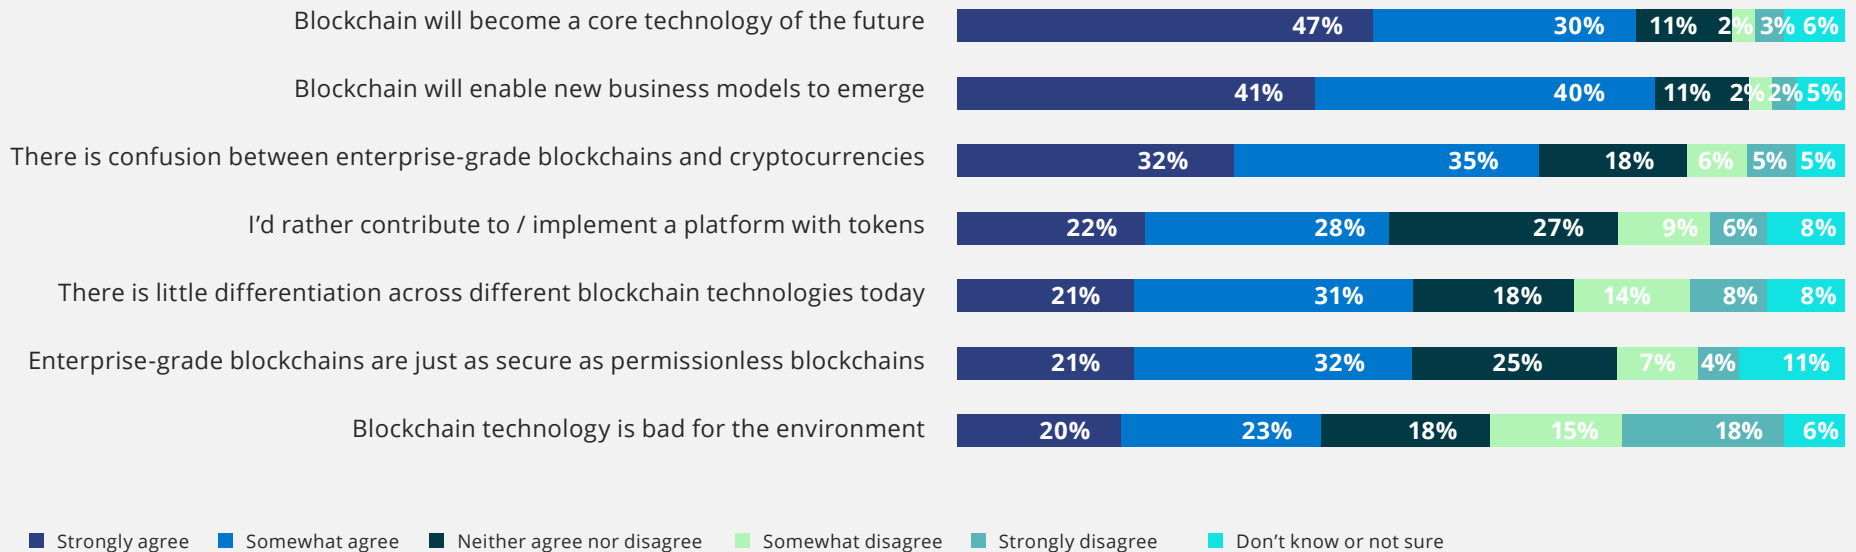 Blockchain will become a core technology of the future 47% 30% 11% 2% 3% 6%
Blockchain will enable new business models to emerge 41% 40% 11% 2% 2% 5%
There is confusion between enterprise-grade blockchains and cryptocurrencies 32% 35% 18% 6% 5% 5%
I’d rather contribute to / implement a platform with tokens 22% 28% 27% 9% 6% 8%
There is little differentiation across different blockchain technologies today 21% 31% 18% 14% 8% 8%
Enterprise-grade blockchains are just as secure as permissionless blockchains 21% 32% 25% 7% 4% 11%
Blockchain technology is bad for the environment 20% 23% 18% 15% 18% 6%
Strongly agree Somewhat agree Neither agree nor disagree Somewhat disagree Strongly disagree Don’t know or not sure